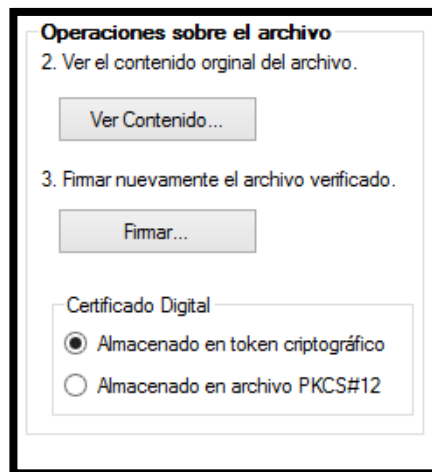 Operaciones sobre el archivo
2. Ver el contenido orginal del archivo.
Ver Contenido...
3. Firmar nuevamente el archivo verificado.
Firmar...
Certificado Digital
Almacenado en token criptográfico
Almacenado en archivo PKCS#12